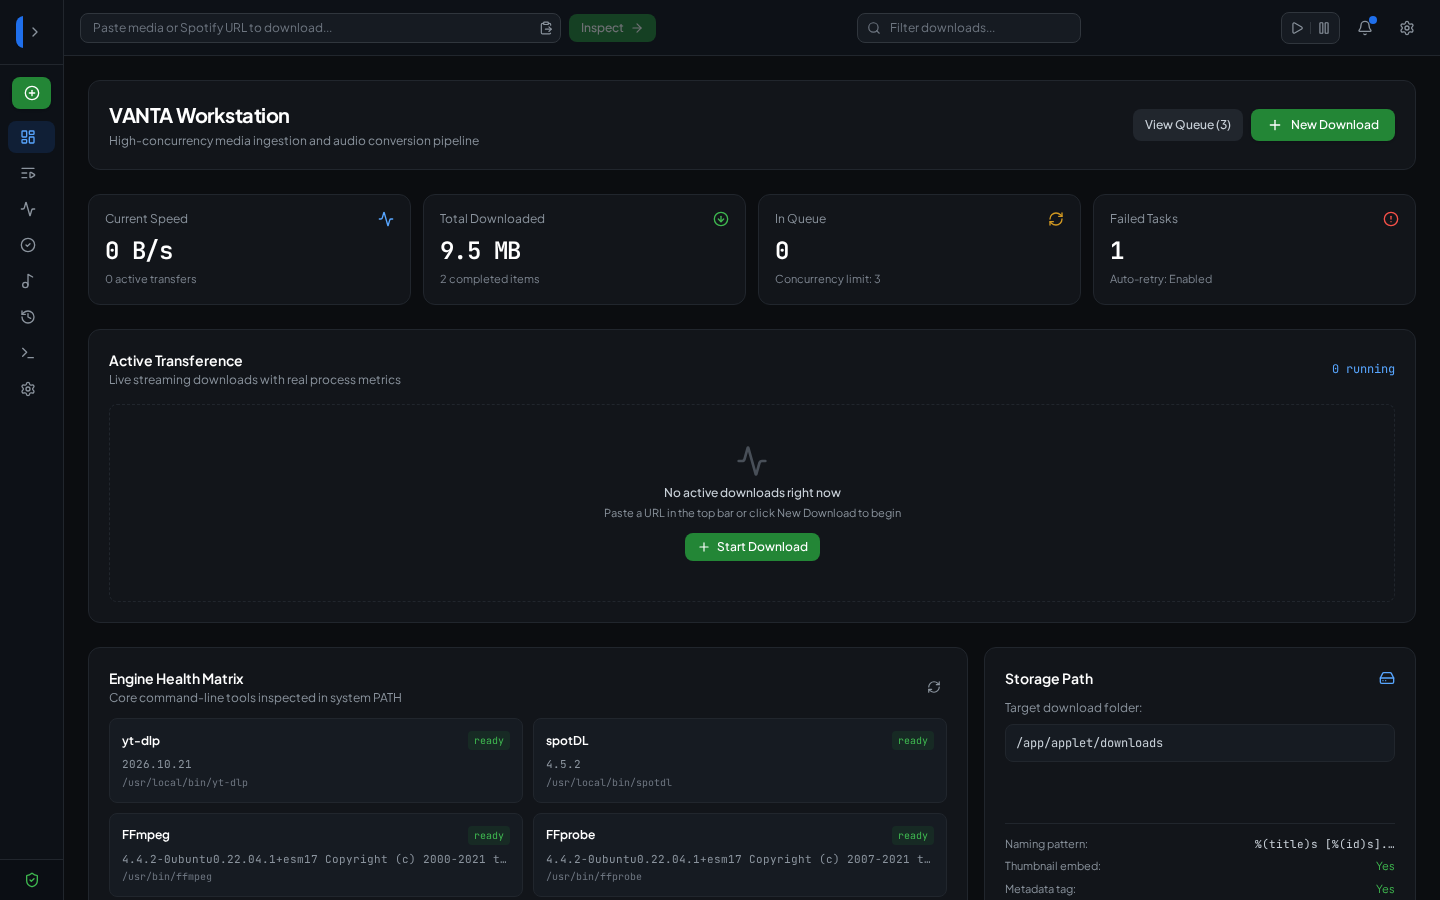 Paste media or Spotify URL to download...
Inspect
Filter downloads...
VANTA Workstation
High-concurrency media ingestion and audio conversion pipeline
View Queue (3)
New Download
Current Speed
0 B/s
0 active transfers
Total Downloaded
9.5 MB
2 completed items
In Queue
0
Concurrency limit: 3
Failed Tasks
1
Auto-retry: Enabled
Active Transference
Live streaming downloads with real process metrics
0 running
No active downloads right now
Paste a URL in the top bar or click New Download to begin
Start Download
Engine Health Matrix
Core command-line tools inspected in system PATH
yt-dlp
ready
2026.10.21
/usr/local/bin/yt-dlp
spotDL
ready
4.5.2
/usr/local/bin/spotdl
FFmpeg
ready
4.4.2-0ubuntu0.22.04.1+esm17 Copyright (c) 2000-2021 t…
/usr/bin/ffmpeg
FFprobe
ready
4.4.2-0ubuntu0.22.04.1+esm17 Copyright (c) 2007-2021 t…
/usr/bin/ffprobe
Storage Path
Target download folder:
/app/applet/downloads
Naming pattern:
%(title)s [%(id)s].…
Thumbnail embed:
Yes
Metadata tag:
Yes